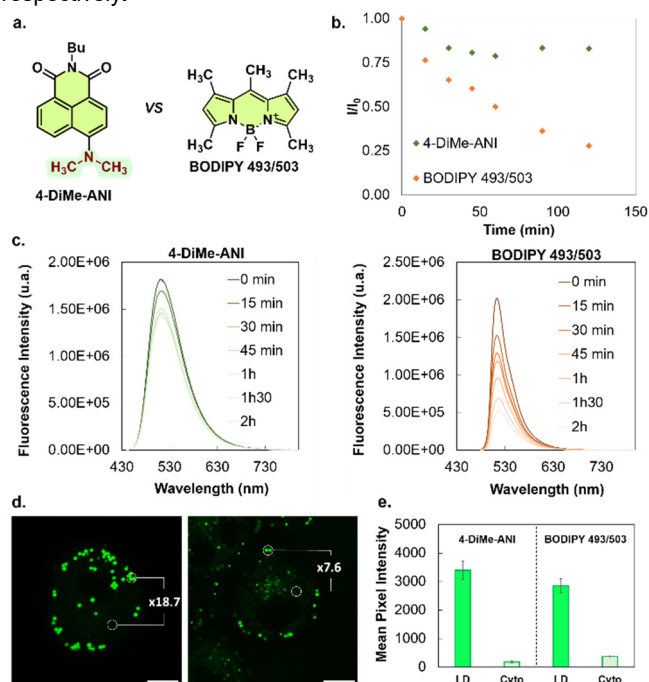 respectively.
a.
b.
Bu
O N O
H₃C N CH₃
4-DiMe-ANI
VS
CH₃
H₃C CH₃
N N⁺
B⁻
H₃C F F CH₃
BODIPY 493/503
I/I₀
1.00
0.75
0.50
0.25
0.00
4-DiMe-ANI
BODIPY 493/503
0 50 100 150
Time (min)
c.
4-DiMe-ANI
Fluorescence Intensity (u.a.)
2.00E+06
1.50E+06
1.00E+06
5.00E+05
0.00E+00
0 min
15 min
30 min
45 min
1h
1h30
2h
430 530 630 730
Wavelength (nm)
BODIPY 493/503
Fluorescence Intensity (u.a.)
2.50E+06
2.00E+06
1.50E+06
1.00E+06
5.00E+05
0.00E+00
0 min
15 min
30 min
45 min
1h
1h30
2h
430 530 630 730
Wavelength (nm)
d.
x18.7
x7.6
e.
Mean Pixel Intensity
5000
4000
3000
2000
1000
0
4-DiMe-ANI BODIPY 493/503
LD Cyto LD Cyto